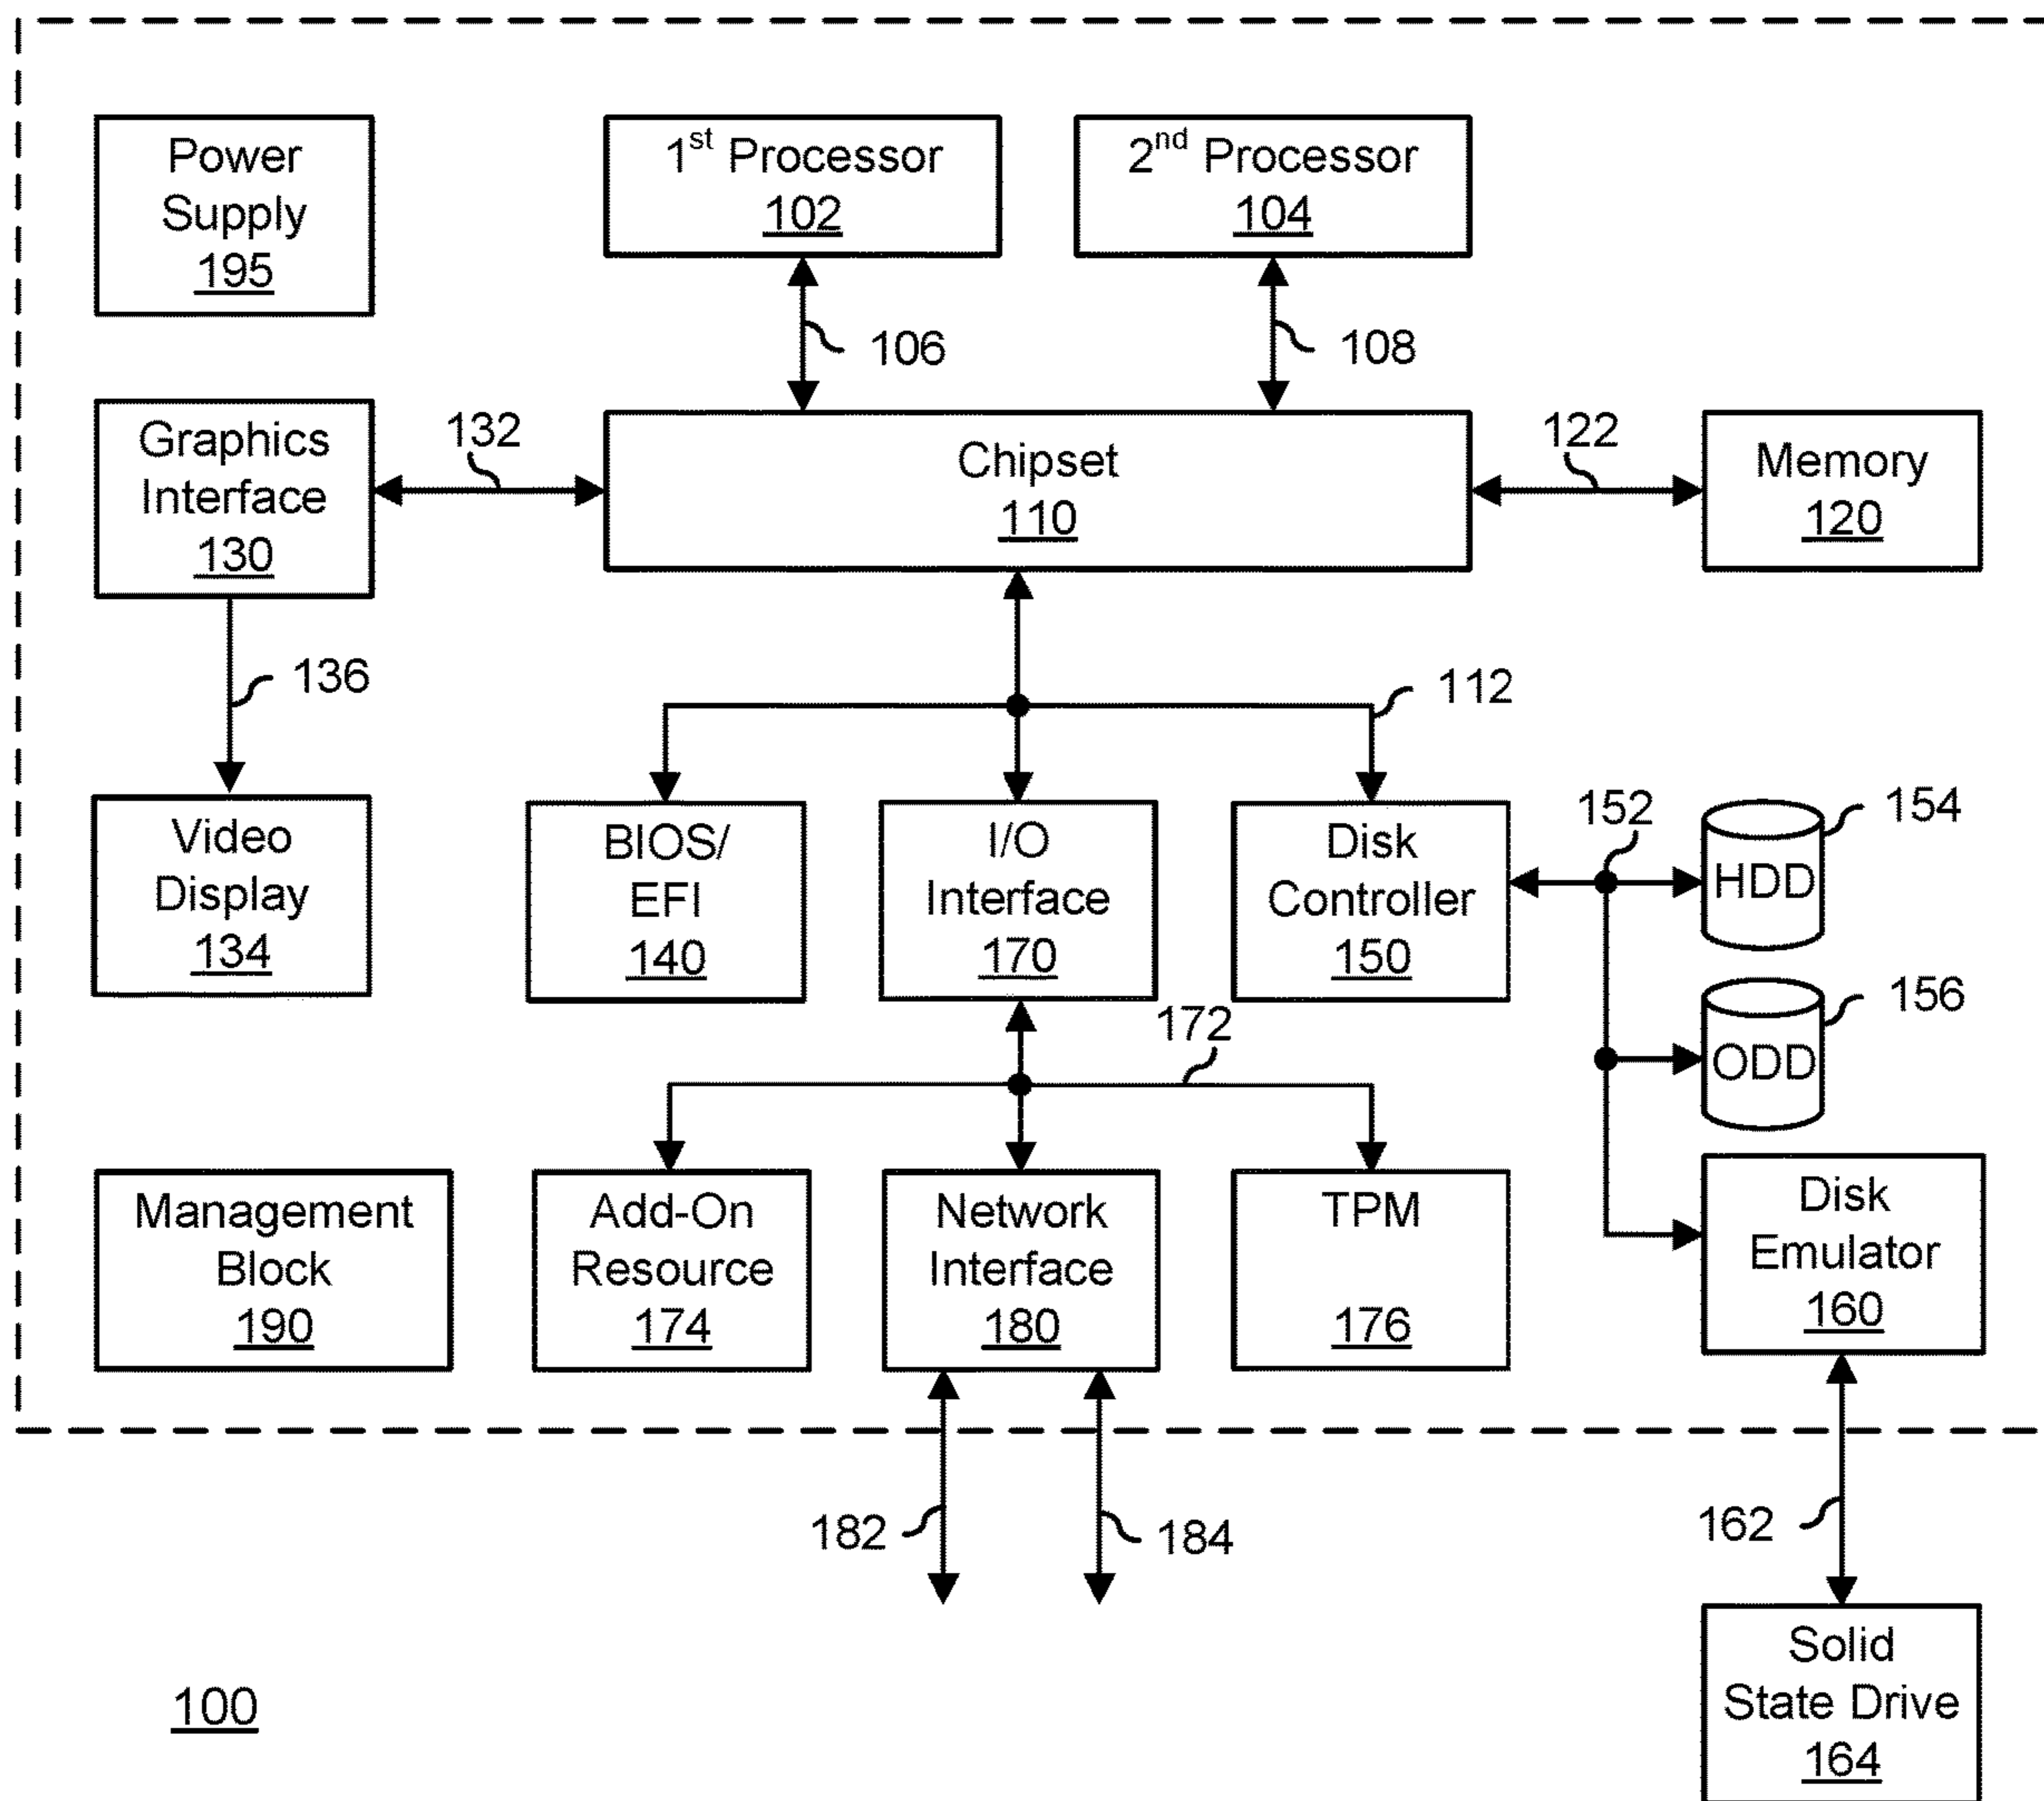 Power
Supply
195
1st Processor
102
2nd Processor
104
106
108
Graphics
Interface
130
132
Chipset
110
122
Memory
120
136
112
Video
Display
134
BIOS/
EFI
140
I/O
Interface
170
Disk
Controller
150
152
154
HDD
156
ODD
172
Management
Block
190
Add-On
Resource
174
Network
Interface
180
TPM
176
Disk
Emulator
160
182
184
162
Solid
State Drive
164
100